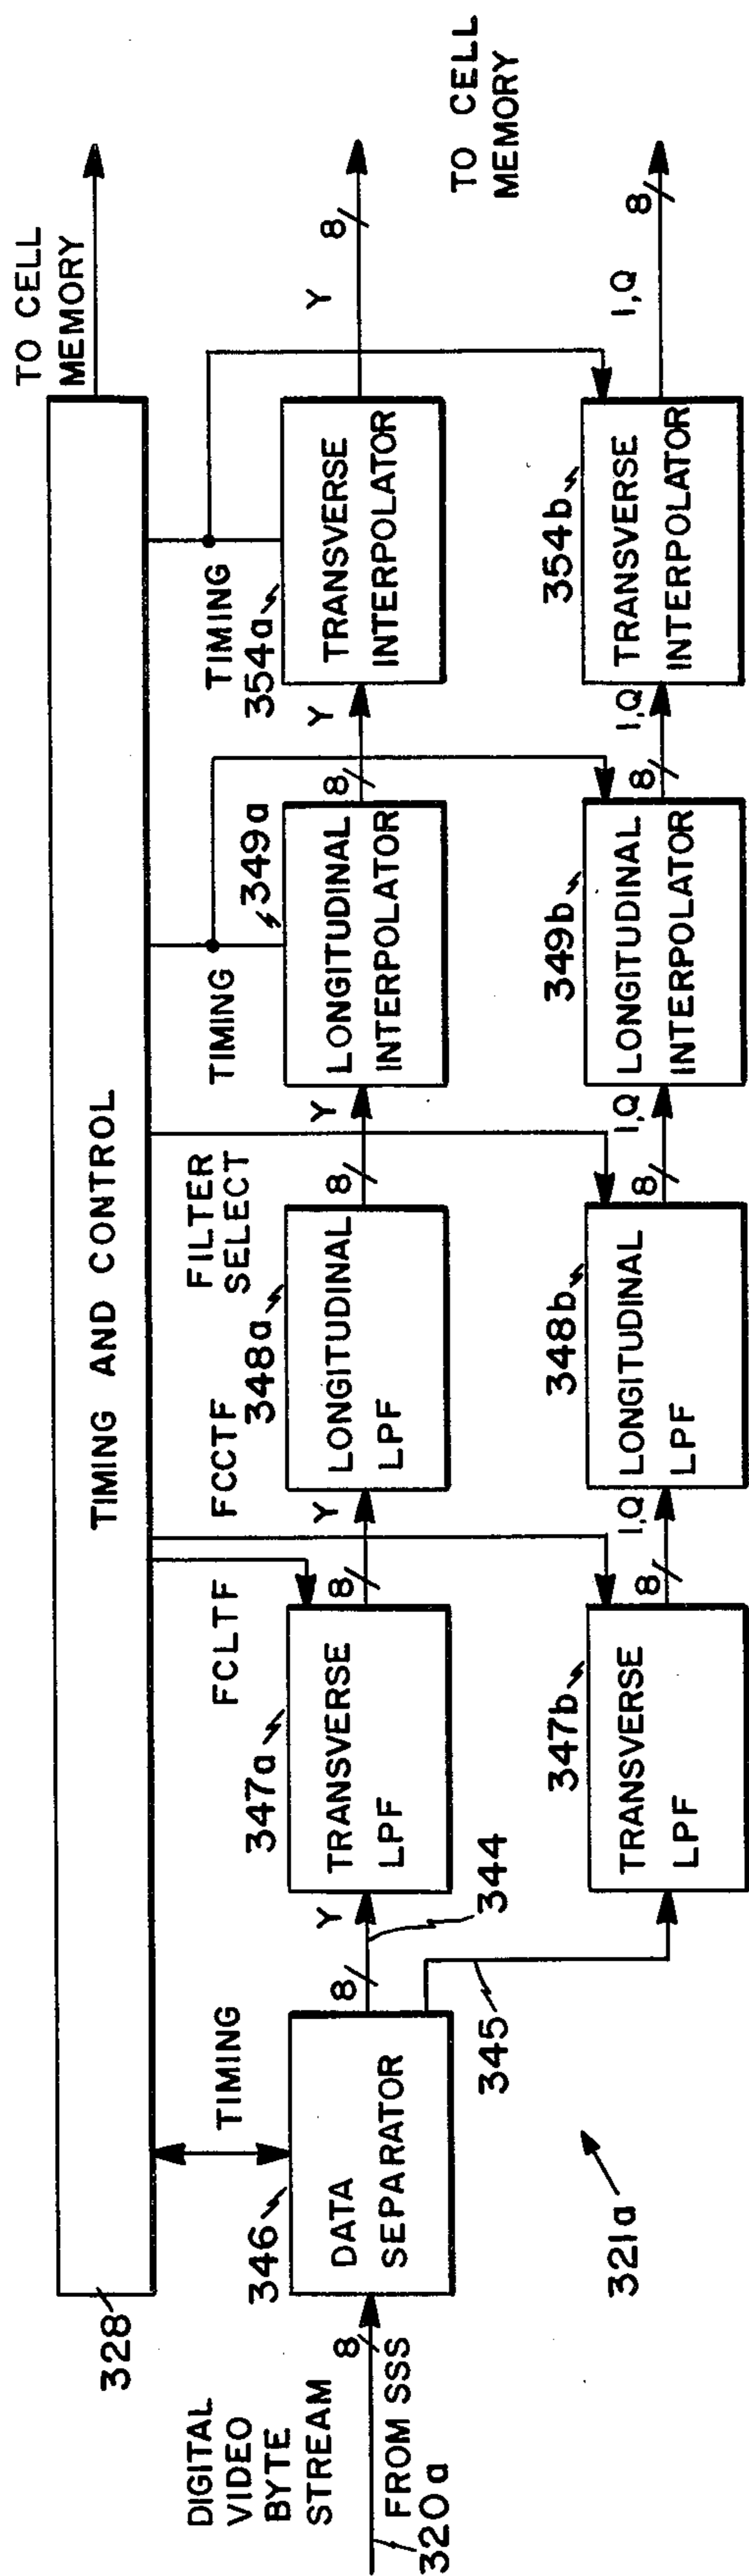 DIGITAL
VIDEO
BYTE
STREAM
8
FROM SSS
320a
328
TIMING AND CONTROL
TO CELL
MEMORY
TIMING
346
DATA
SEPARATOR
8
Y
344
345
321a
FCLTF
347a
TRANSVERSE
LPF
8
Y
FCCTF
FILTER
SELECT
348a
LONGITUDINAL
LPF
8
Y
TIMING
349a
LONGITUDINAL
INTERPOLATOR
8
Y
TIMING
354a
TRANSVERSE
INTERPOLATOR
Y
8
TO CELL
MEMORY
347b
TRANSVERSE
LPF
8
I,Q
348b
LONGITUDINAL
LPF
8
I,Q
349b
LONGITUDINAL
INTERPOLATOR
8
I,Q
354b
TRANSVERSE
INTERPOLATOR
I,Q
8